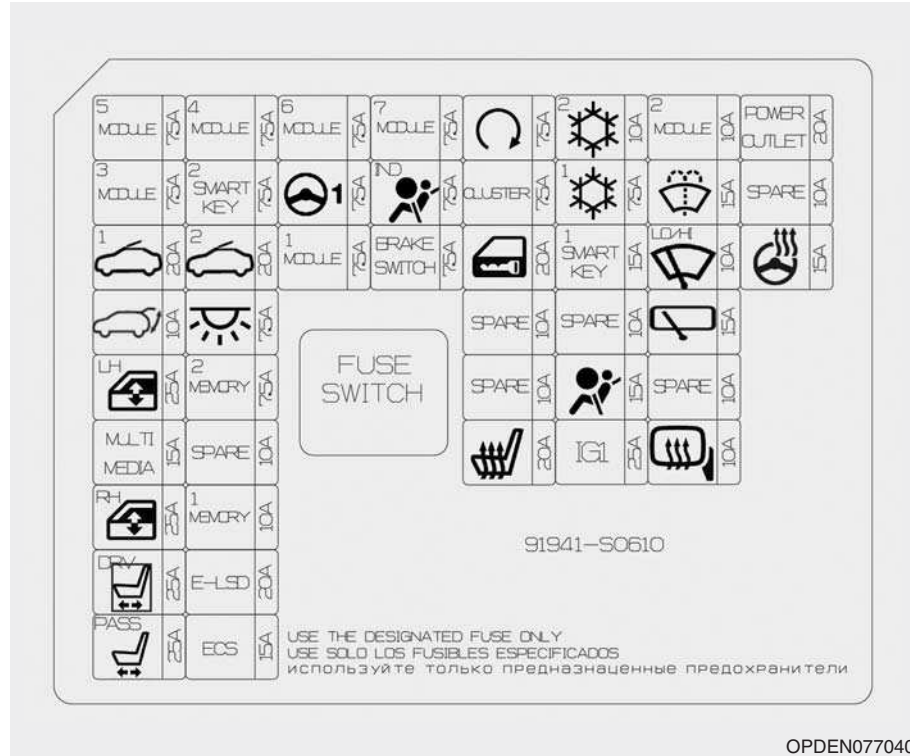 5 MODULE 7.5A 4 MODULE 7.5A 6 MODULE 7.5A 7 MODULE 7.5A 7.5A 2 10A 2 MODULE 10A POWER OUTLET 20A
3 MODULE 7.5A 2 SMART KEY 7.5A 1 7.5A IND 7.5A CLUSTER 7.5A 1 7.5A 15A SPARE 10A
1 20A 2 20A 1 MODULE 7.5A BRAKE SWITCH 7.5A 20A 1 SMART KEY 15A LO/HI 10A 15A
10A 7.5A SPARE 10A SPARE 10A 15A
LH 25A 2 MEMORY 7.5A FUSE SWITCH SPARE 10A 15A SPARE 10A
MULTI MEDIA 15A SPARE 10A 20A IG1 25A 10A
RH 25A 1 MEMORY 10A
91941-S0610
DRV 25A E-LSD 20A
PASS 25A ECS 15A
USE THE DESIGNATED FUSE ONLY
USE SOLO LOS FUSIBLES ESPECIFICADOS
используйте только предназнаценные предохранители
OPDEN077040